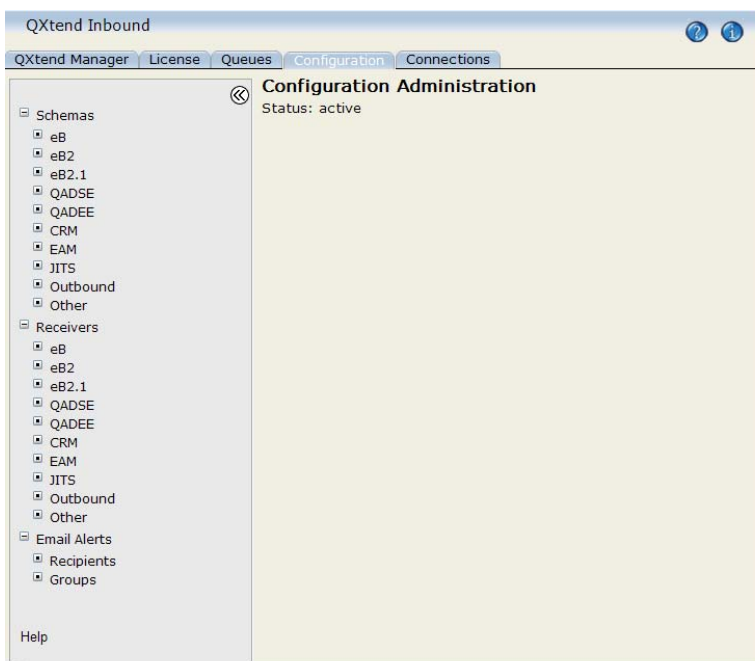 QXtend Inbound
QXtend Manager License Queues Configuration Connections
Configuration Administration
Status: active
Schemas
eB
eB2
eB2.1
QADSE
QADEE
CRM
EAM
JITS
Outbound
Other
Receivers
eB
eB2
eB2.1
QADSE
QADEE
CRM
EAM
JITS
Outbound
Other
Email Alerts
Recipients
Groups
Help